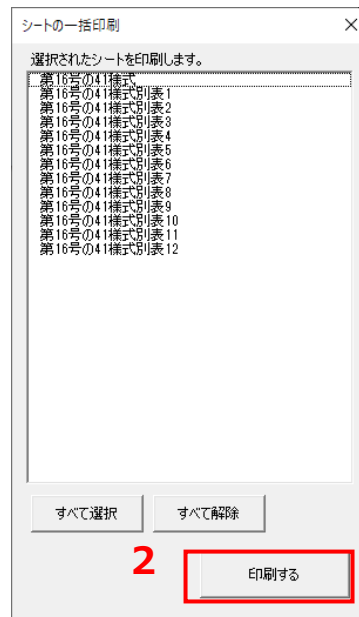 シートの一括印刷
選択されたシートを印刷します。
第16号の41様式
第16号の41様式別表1
第16号の41様式別表2
第16号の41様式別表3
第16号の41様式別表4
第16号の41様式別表5
第16号の41様式別表6
第16号の41様式別表7
第16号の41様式別表8
第16号の41様式別表9
第16号の41様式別表10
第16号の41様式別表11
第16号の41様式別表12
すべて選択 すべて解除
2
印刷する